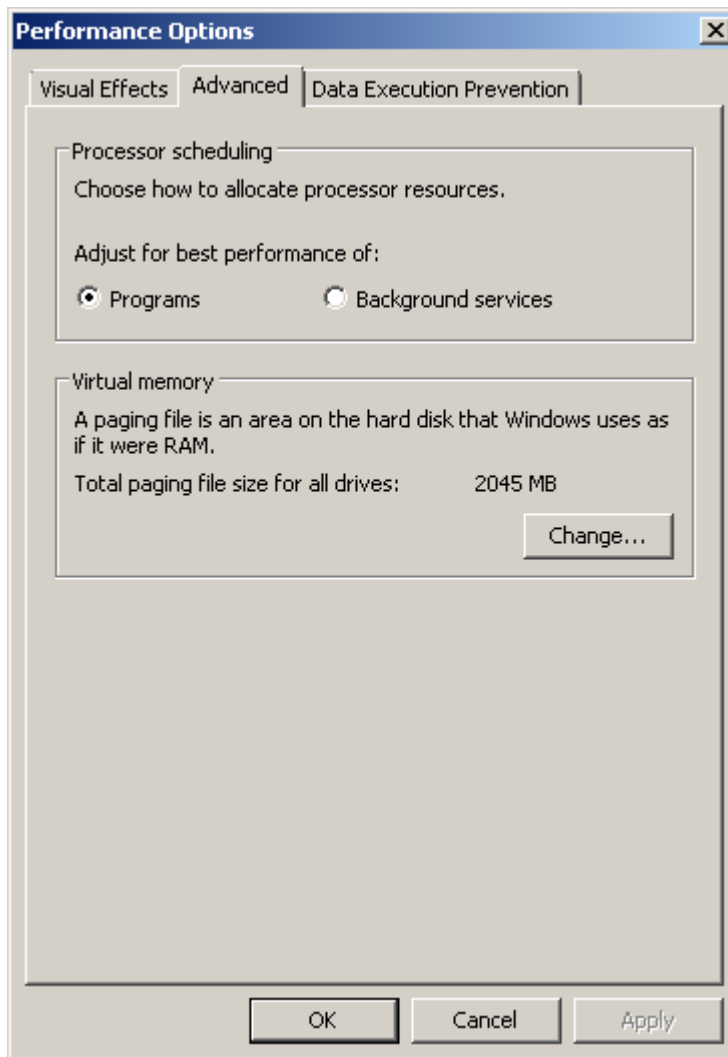 Performance Options
Visual Effects Advanced Data Execution Prevention
Processor scheduling
Choose how to allocate processor resources.
Adjust for best performance of:
Programs Background services
Virtual memory
A paging file is an area on the hard disk that Windows uses as
if it were RAM.
Total paging file size for all drives: 2045 MB
Change...
OK Cancel Apply